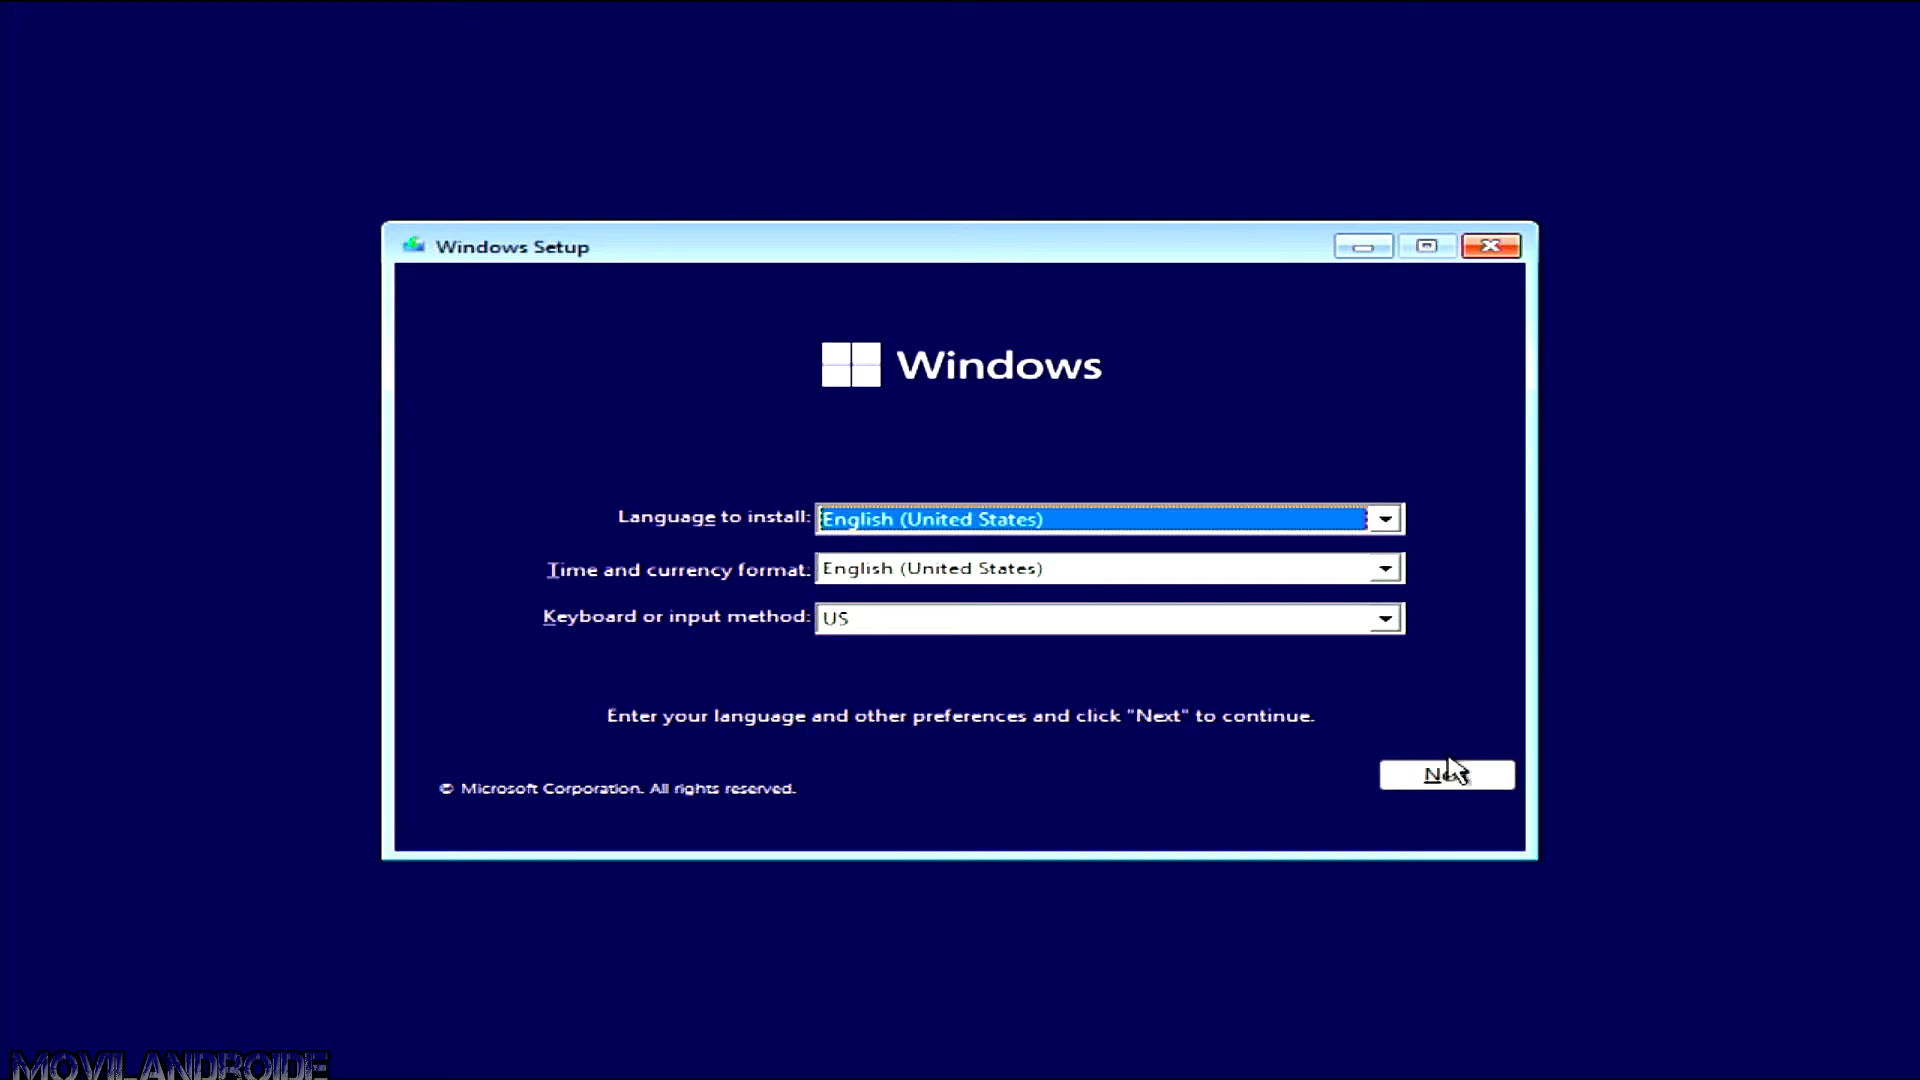 Windows Setup
Windows
Language to install: English (United States)
Time and currency format: English (United States)
Keyboard or input method: US
Enter your language and other preferences and click "Next" to continue.
Next
© Microsoft Corporation. All rights reserved.
MOVILANDROIDE